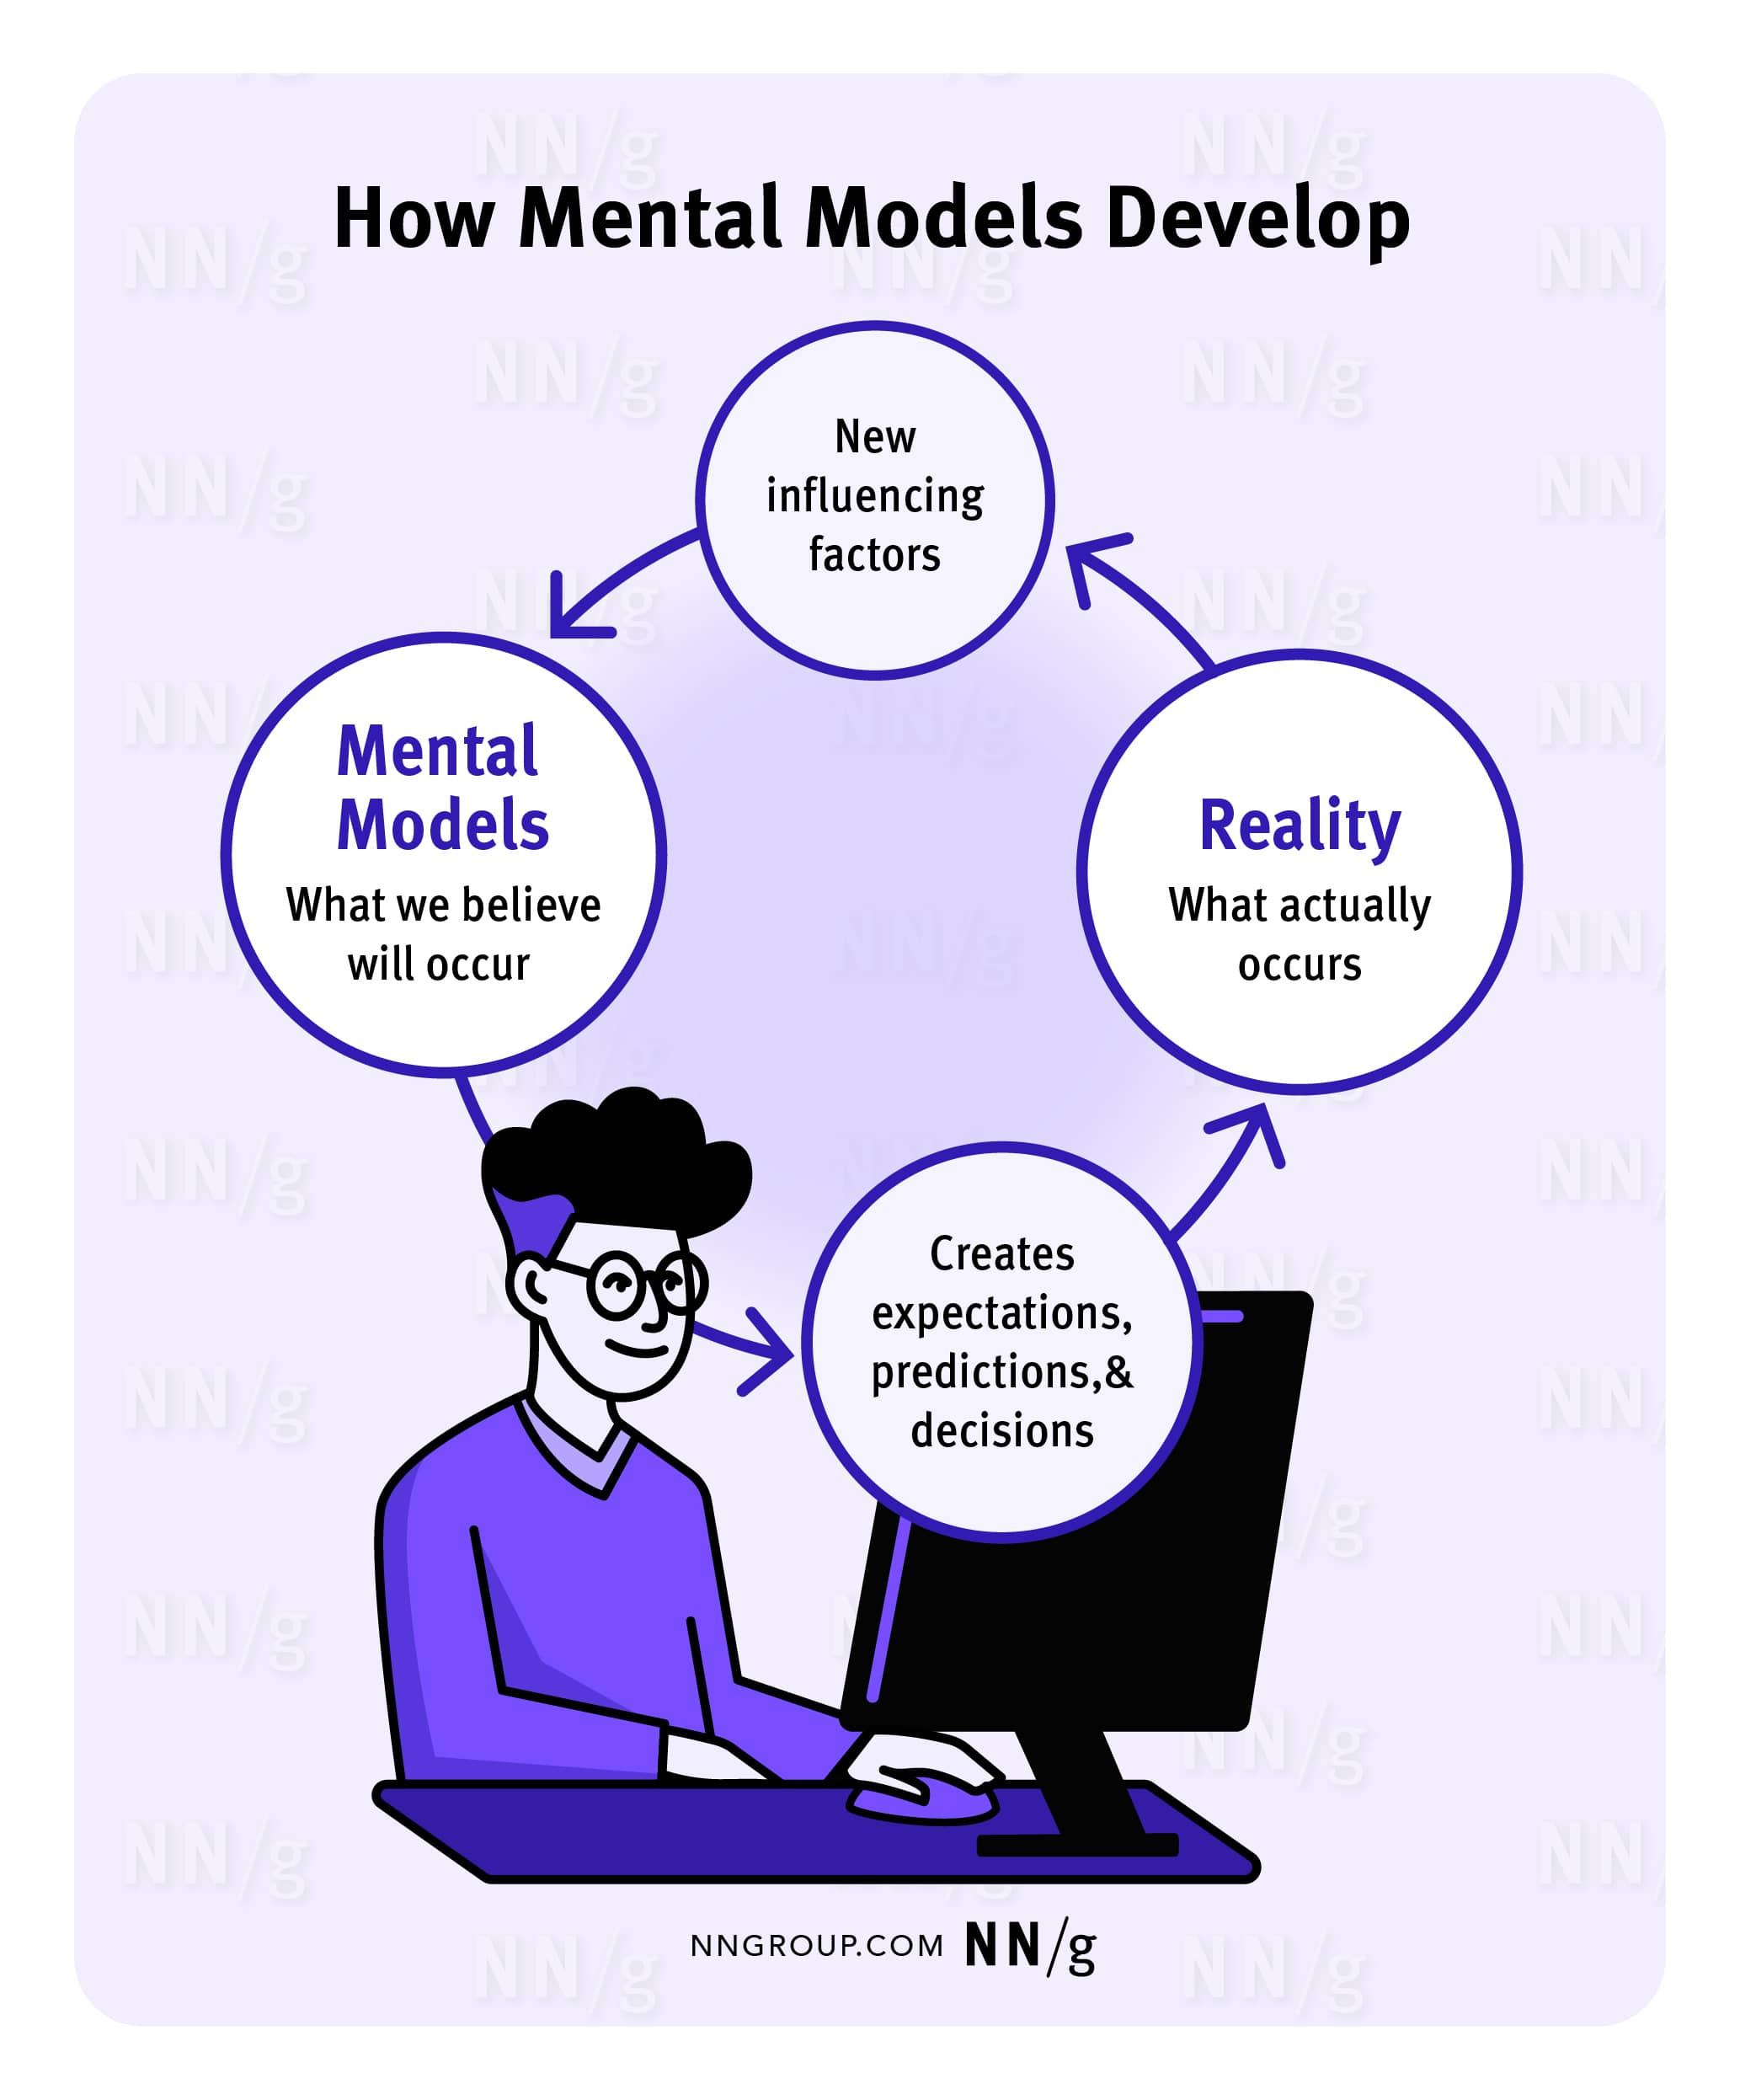 How Mental Models Develop
New
influencing
factors
Mental
Models
What we believe
will occur
Reality
What actually
occurs
Creates
expectations,
predictions,&
decisions
NNGROUP.COM NN/g